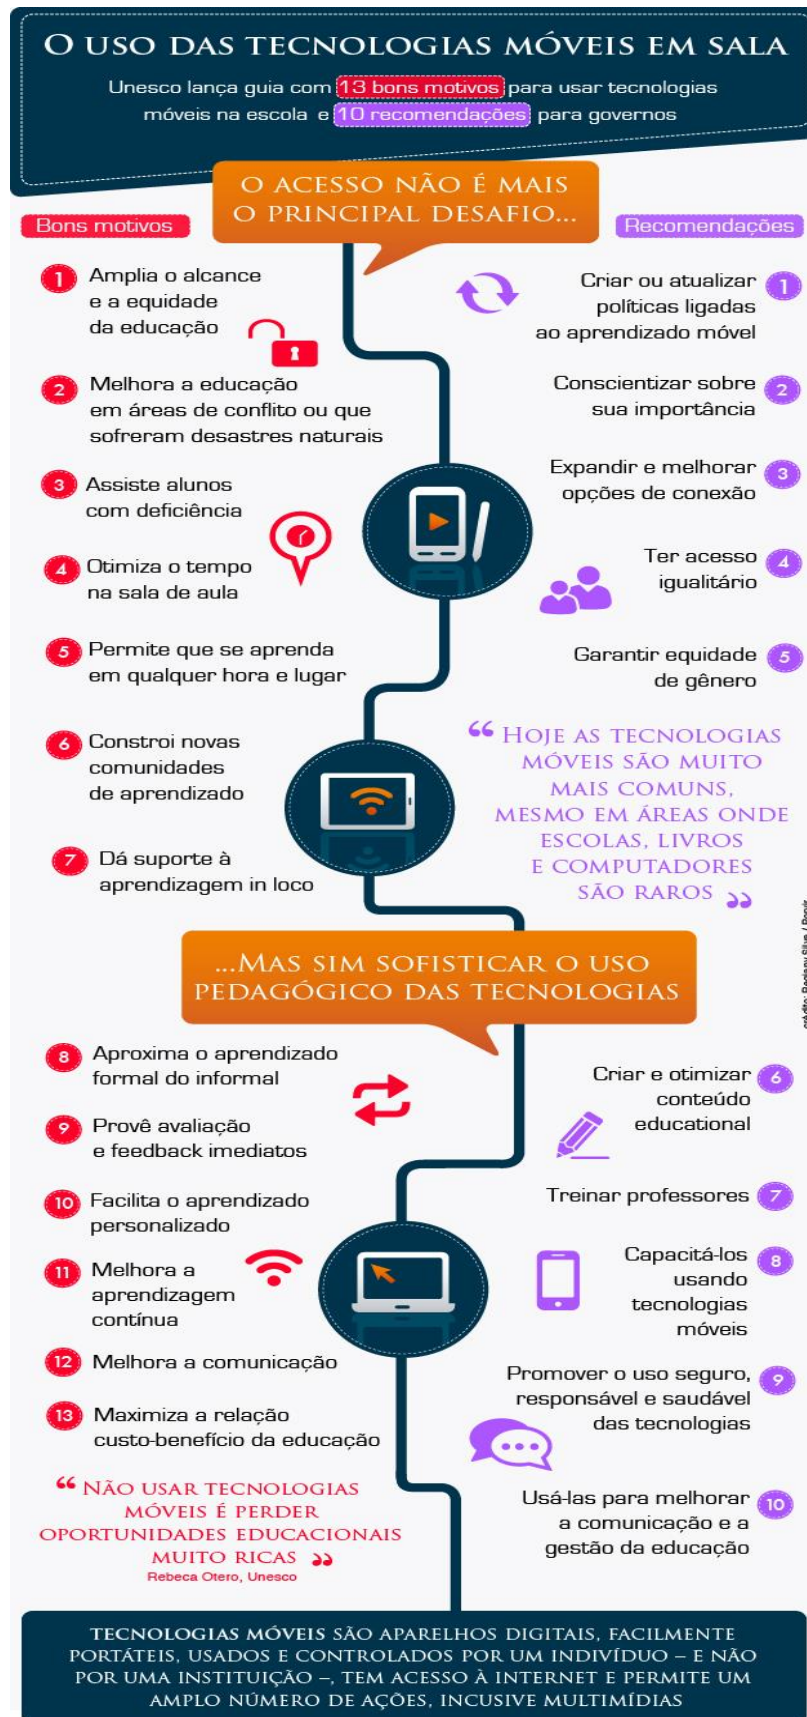 O USO DAS TECNOLOGIAS MÓVEIS EM SALA
Unesco lança guia com 13 bons motivos para usar tecnologias
móveis na escola e 10 recomendações para governos
O ACESSO NÃO É MAIS
O PRINCIPAL DESAFIO...
Bons motivos
1 Amplia o alcance
e a equidade
da educação
2 Melhora a educação
em áreas de conflito ou que
sofreram desastres naturais
3 Assiste alunos
com deficiência
4 Otimiza o tempo
na sala de aula
5 Permite que se aprenda
em qualquer hora e lugar
6 Constroi novas
comunidades
de aprendizado
7 Dá suporte à
aprendizagem in loco
Recomendações
Criar ou atualizar 1
políticas ligadas
ao aprendizado móvel
Conscientizar sobre 2
sua importância
Expandir e melhorar 3
opções de conexão
Ter acesso 4
igualitário
Garantir equidade 5
de gênero
“ HOJE AS TECNOLOGIAS
MÓVEIS SÃO MUITO
MAIS COMUNS,
MESMO EM ÁREAS ONDE
ESCOLAS, LIVROS
E COMPUTADORES
SÃO RAROS ”
...MAS SIM SOFISTICAR O USO
PEDAGÓGICO DAS TECNOLOGIAS
8 Aproxima o aprendizado
formal do informal
9 Provê avaliação
e feedback imediatos
10 Facilita o aprendizado
personalizado
11 Melhora a
aprendizagem
contínua
12 Melhora a comunicação
13 Maximiza a relação
custo-benefício da educação
“ NÃO USAR TECNOLOGIAS
MÓVEIS É PERDER
OPORTUNIDADES EDUCACIONAIS
MUITO RICAS ”
Rebeca Otero, Unesco
Criar e otimizar 6
conteúdo
educational
Treinar professores 7
Capacitá-los 8
usando
tecnologias
móveis
Promover o uso seguro, 9
responsável e saudável
das tecnologias
Usá-las para melhorar 10
a comunicação e a
gestão da educação
TECNOLOGIAS MÓVEIS SÃO APARELHOS DIGITAIS, FACILMENTE
PORTÁTEIS, USADOS E CONTROLADOS POR UM INDIVÍDUO – E NÃO
POR UMA INSTITUIÇÃO –, TEM ACESSO À INTERNET E PERMITE UM
AMPLO NÚMERO DE AÇÕES, INCUSIVE MULTIMÍDIAS